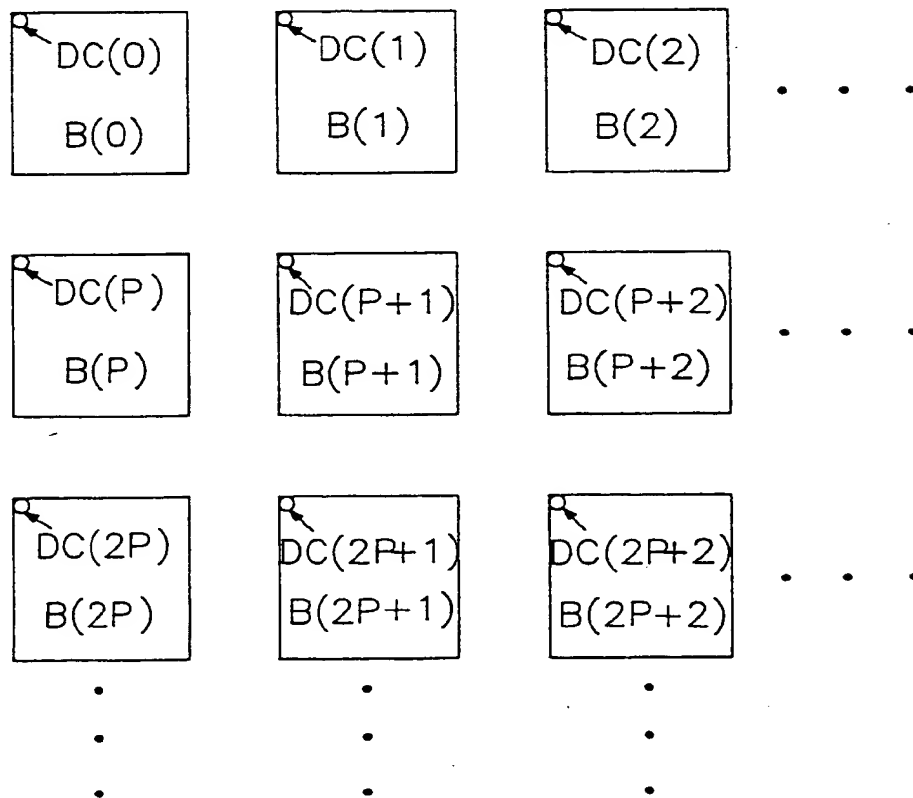 DC(0) DC(1) DC(2)
B(0) B(1) B(2)
DC(P) DC(P+1) DC(P+2)
B(P) B(P+1) B(P+2)
DC(2P) DC(2P+1) DC(2P+2)
B(2P) B(2P+1) B(2P+2)